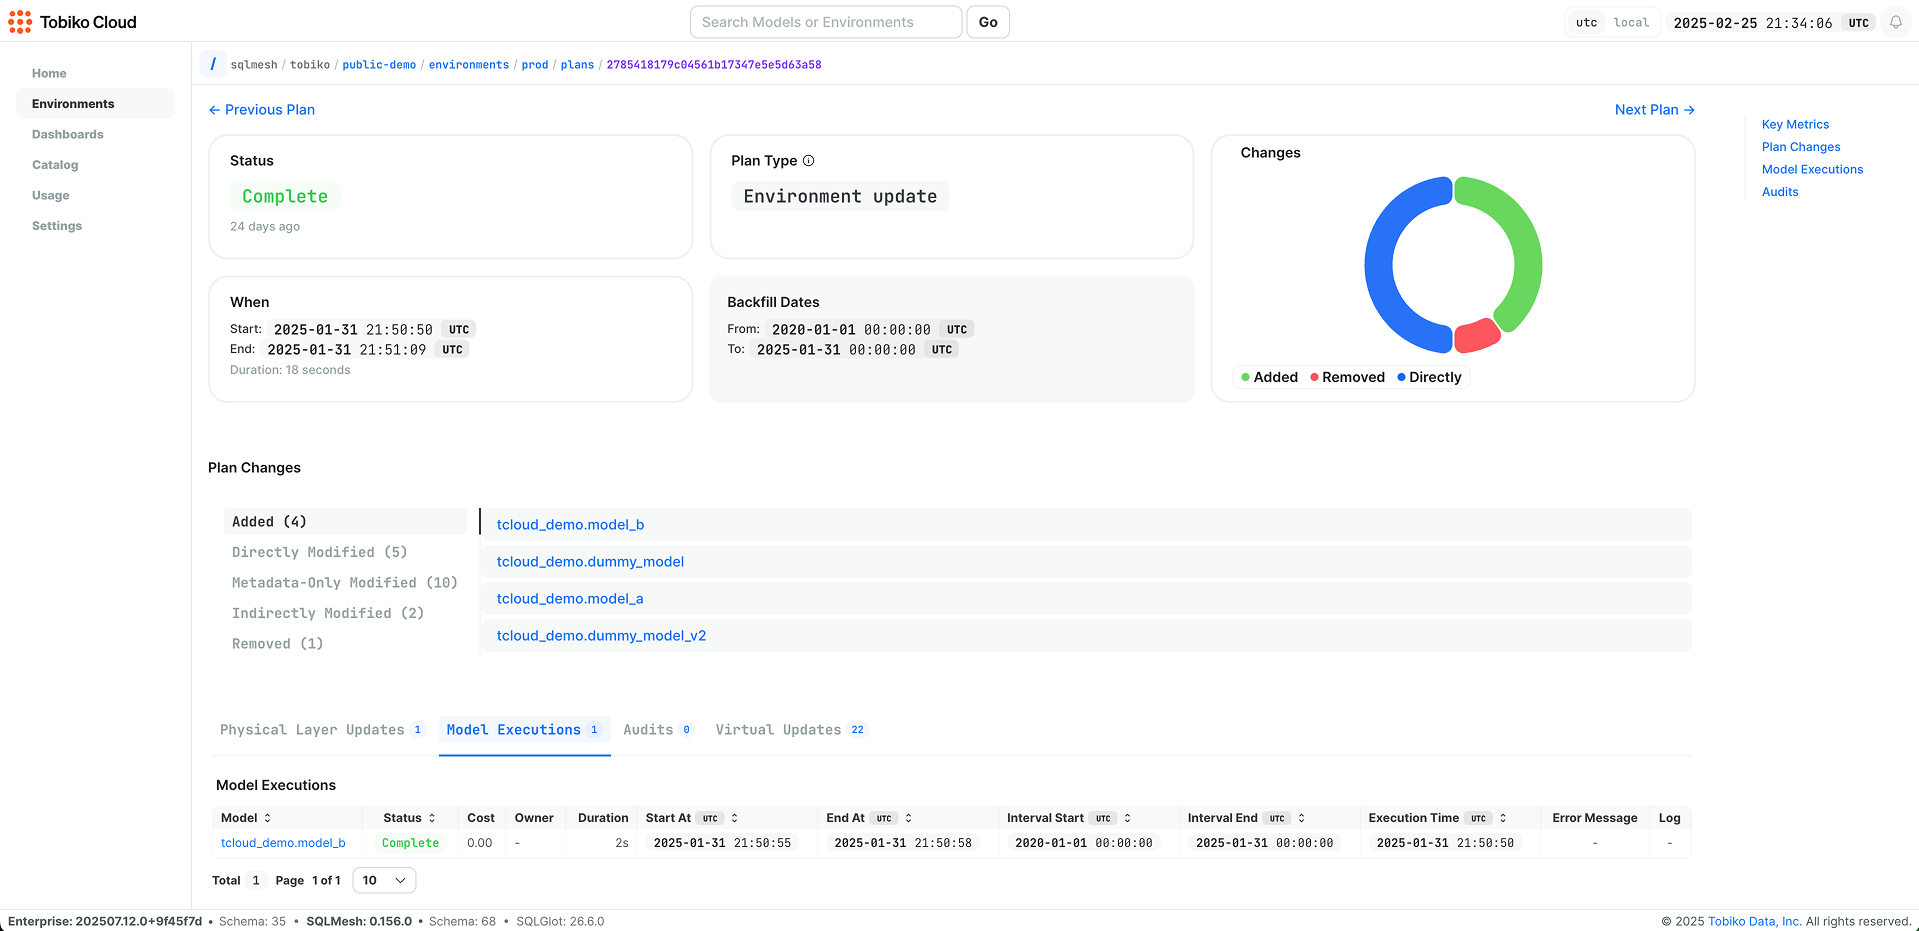 Tobiko Cloud
Search Models or Environments
Go
utc local
2025-02-25 21:34:06 UTC
Home
Environments
Dashboards
Catalog
Usage
Settings
/ sqlmesh / tobiko / public-demo / environments / prod / plans / 2785418179c04561b17347e5e5d63a58
← Previous Plan
Next Plan →
Key Metrics
Plan Changes
Model Executions
Audits
Status
Complete
24 days ago
Plan Type
Environment update
Changes
Added Removed Directly
When
Start: 2025-01-31 21:50:50 UTC
End: 2025-01-31 21:51:09 UTC
Duration: 18 seconds
Backfill Dates
From: 2020-01-01 00:00:00 UTC
To: 2025-01-31 00:00:00 UTC
Plan Changes
Added (4)
Directly Modified (5)
Metadata-Only Modified (10)
Indirectly Modified (2)
Removed (1)
tcloud_demo.model_b
tcloud_demo.dummy_model
tcloud_demo.model_a
tcloud_demo.dummy_model_v2
Physical Layer Updates 1 Model Executions 1 Audits 0 Virtual Updates 22
Model Executions
Model Status Cost Owner Duration Start At UTC End At UTC Interval Start UTC Interval End UTC Execution Time UTC Error Message Log
tcloud_demo.model_b Complete 0.00 - 2s 2025-01-31 21:50:55 2025-01-31 21:50:58 2020-01-01 00:00:00 2025-01-31 00:00:00 2025-01-31 21:50:50 - -
Total 1 Page 1 of 1 10
Enterprise: 202507.12.0+9f45f7d • Schema: 35 • SQLMesh: 0.156.0 • Schema: 68 • SQLGlot: 26.6.0
© 2025 Tobiko Data, Inc. All rights reserved.